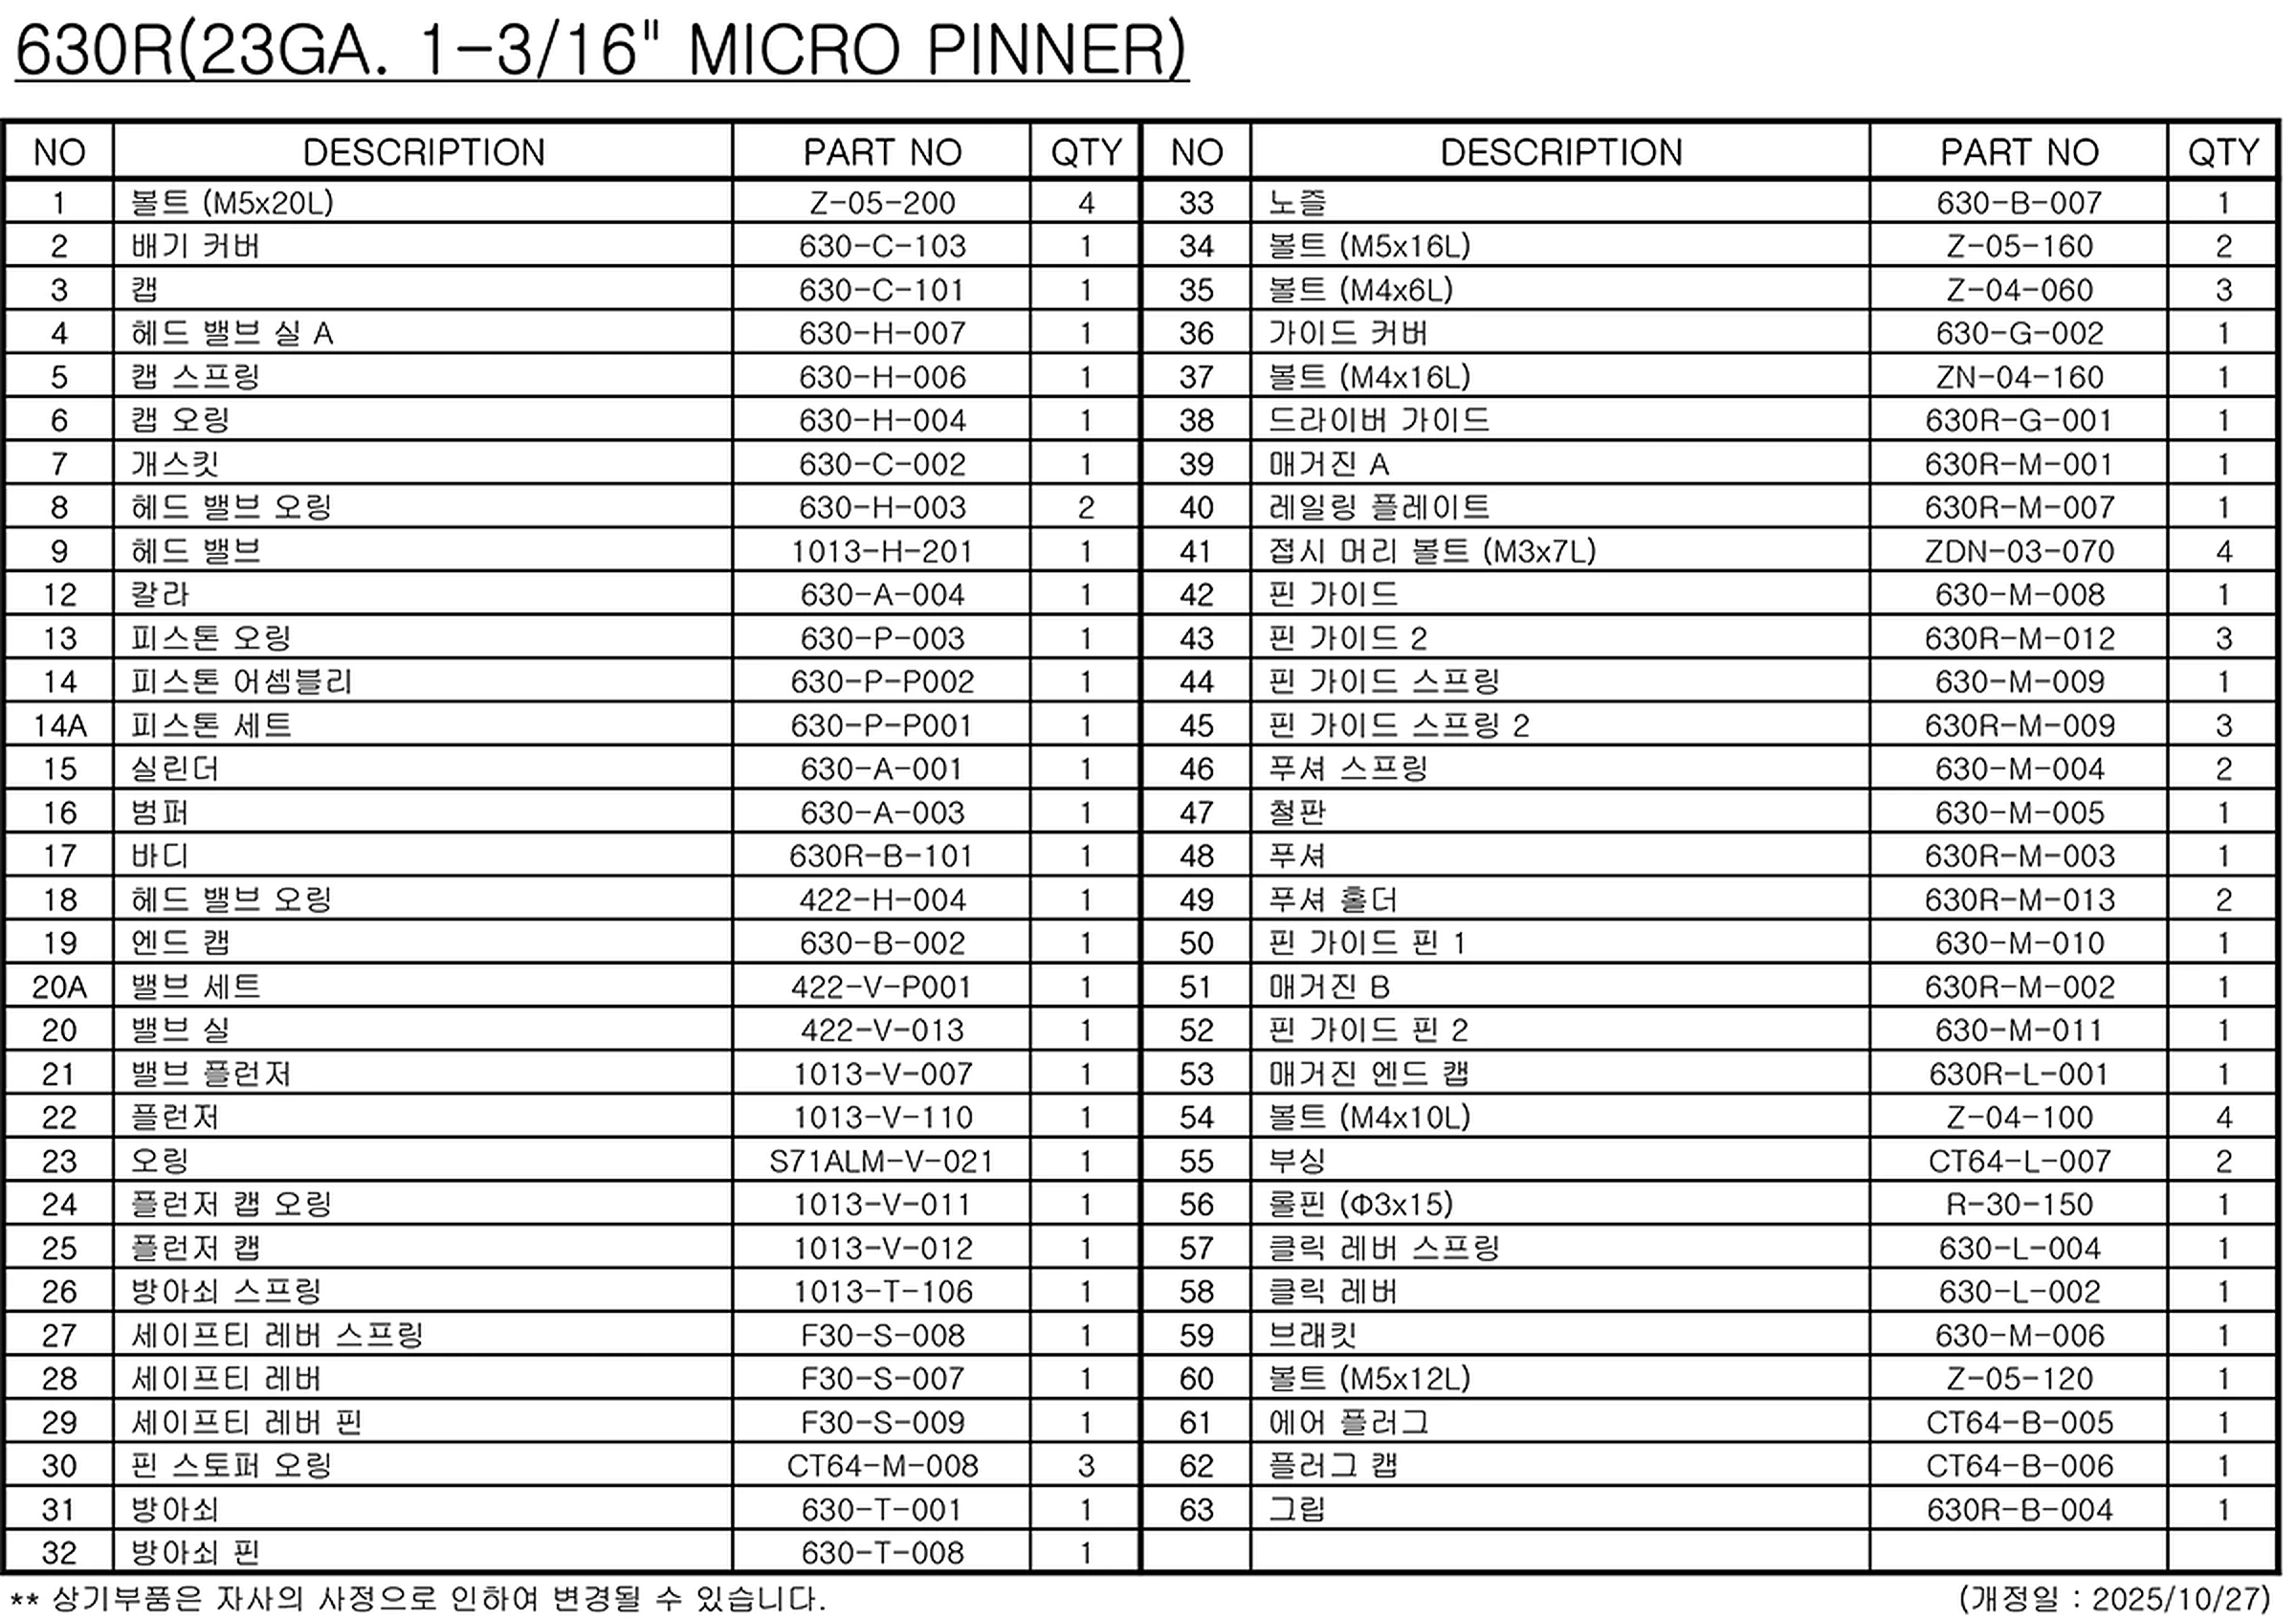 630R(23GA. 1-3/16" MICRO PINNER)
NO DESCRIPTION PART NO QTY NO DESCRIPTION PART NO QTY
1 볼트 (M5x20L) Z-05-200 4 33 노즐 630-B-007 1
2 배기 커버 630-C-103 1 34 볼트 (M5x16L) Z-05-160 2
3 캡 630-C-101 1 35 볼트 (M4x6L) Z-04-060 3
4 헤드 밸브 실 A 630-H-007 1 36 가이드 커버 630-G-002 1
5 캡 스프링 630-H-006 1 37 볼트 (M4x16L) ZN-04-160 1
6 캡 오링 630-H-004 1 38 드라이버 가이드 630R-G-001 1
7 개스킷 630-C-002 1 39 매거진 A 630R-M-001 1
8 헤드 밸브 오링 630-H-003 2 40 레일링 플레이트 630R-M-007 1
9 헤드 밸브 1013-H-201 1 41 접시 머리 볼트 (M3x7L) ZDN-03-070 4
12 칼라 630-A-004 1 42 핀 가이드 630-M-008 1
13 피스톤 오링 630-P-003 1 43 핀 가이드 2 630R-M-012 3
14 피스톤 어셈블리 630-P-P002 1 44 핀 가이드 스프링 630-M-009 1
14A 피스톤 세트 630-P-P001 1 45 핀 가이드 스프링 2 630R-M-009 3
15 실린더 630-A-001 1 46 푸셔 스프링 630-M-004 2
16 범퍼 630-A-003 1 47 철판 630-M-005 1
17 바디 630R-B-101 1 48 푸셔 630R-M-003 1
18 헤드 밸브 오링 422-H-004 1 49 푸셔 홀더 630R-M-013 2
19 엔드 캡 630-B-002 1 50 핀 가이드 핀 1 630-M-010 1
20A 밸브 세트 422-V-P001 1 51 매거진 B 630R-M-002 1
20 밸브 실 422-V-013 1 52 핀 가이드 핀 2 630-M-011 1
21 밸브 플런저 1013-V-007 1 53 매거진 엔드 캡 630R-L-001 1
22 플런저 1013-V-110 1 54 볼트 (M4x10L) Z-04-100 4
23 오링 S71ALM-V-021 1 55 부싱 CT64-L-007 2
24 플런저 캡 오링 1013-V-011 1 56 롤핀 (Φ3x15) R-30-150 1
25 플런저 캡 1013-V-012 1 57 클릭 레버 스프링 630-L-004 1
26 방아쇠 스프링 1013-T-106 1 58 클릭 레버 630-L-002 1
27 세이프티 레버 스프링 F30-S-008 1 59 브래킷 630-M-006 1
28 세이프티 레버 F30-S-007 1 60 볼트 (M5x12L) Z-05-120 1
29 세이프티 레버 핀 F30-S-009 1 61 에어 플러그 CT64-B-005 1
30 핀 스토퍼 오링 CT64-M-008 3 62 플러그 캡 CT64-B-006 1
31 방아쇠 630-T-001 1 63 그립 630R-B-004 1
32 방아쇠 핀 630-T-008 1
** 상기부품은 자사의 사정으로 인하여 변경될 수 있습니다. (개정일 : 2025/10/27)